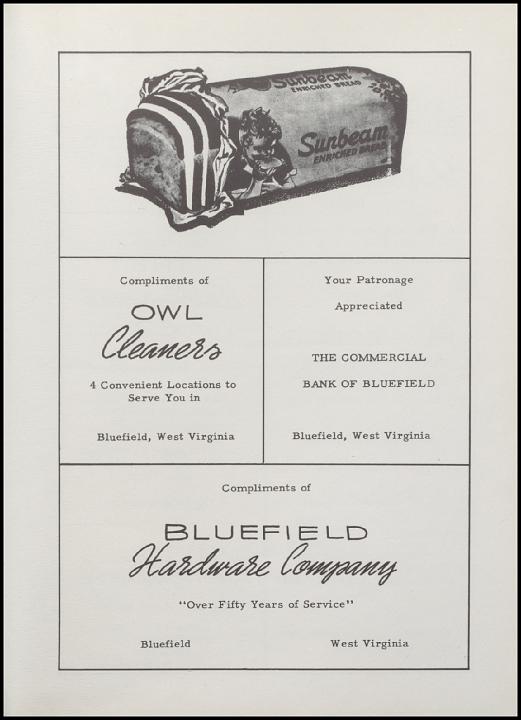 Sunbeam
ENRICHED BREAD
Sunbeam
ENRICHED BREAD
Compliments of
OWL
Cleaners
4 Convenient Locations to
Serve You in
Bluefield, West Virginia
Your Patronage
Appreciated
THE COMMERCIAL
BANK OF BLUEFIELD
Bluefield, West Virginia
Compliments of
BLUEFIELD
Hardware Company
"Over Fifty Years of Service"
Bluefield West Virginia